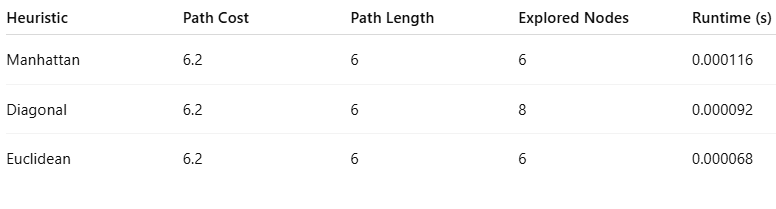 Heuristic Path Cost Path Length Explored Nodes Runtime (s)
Manhattan 6.2 6 6 0.000116
Diagonal 6.2 6 8 0.000092
Euclidean 6.2 6 6 0.000068